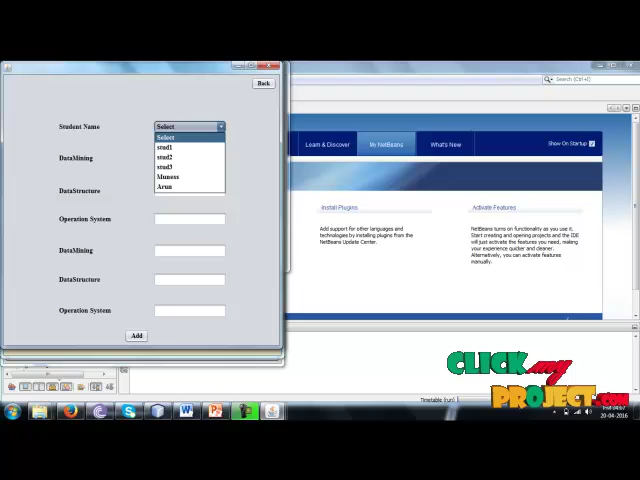 Search (Ctrl+I)
Back
Student Name
Select
Select
stud1
stud2
stud3
Muness
Arun
DataMining
DataStructure
Operation System
DataMining
DataStructure
Operation System
Add
Learn & Discover
My NetBeans
What's New
Show On Startup
Install Plugins
Add support for other languages and
technologies by installing plugins from the
NetBeans Update Center.
Activate Features
NetBeans turns on functionality as you use it.
Start creating and opening projects and the IDE
will just activate the features you need, making
your experience quicker and cleaner.
Alternatively, you can activate features
manually.
Timetable (run)
CLICK my
PROJECT.com
20-04-2016